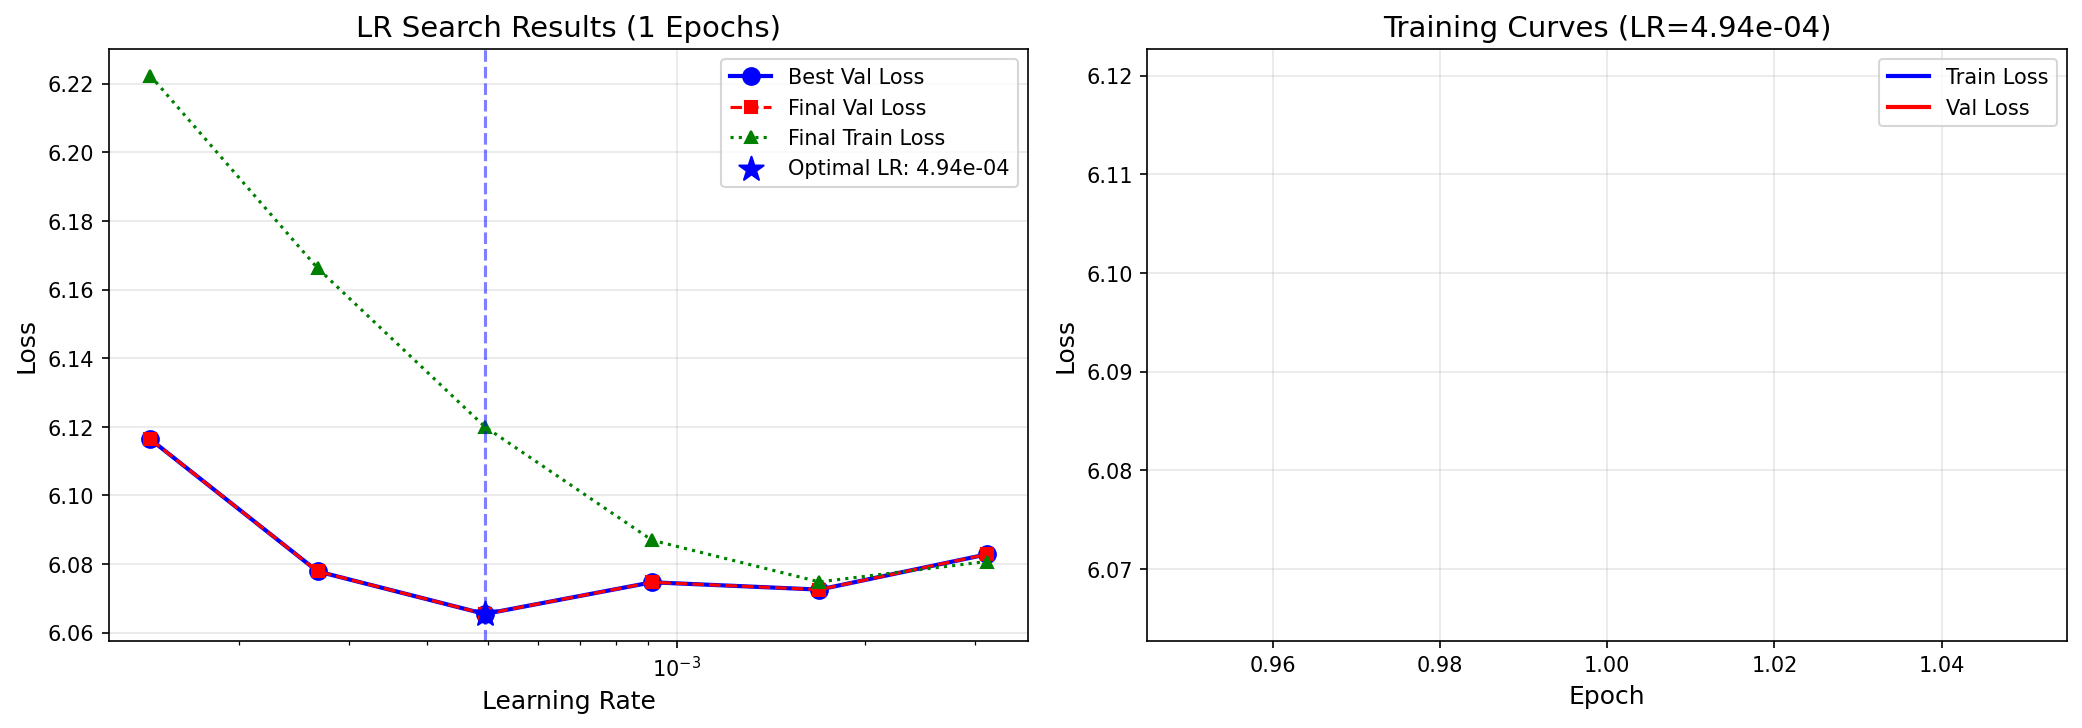 LR Search Results (1 Epochs)
6.22
6.20
6.18
6.16
6.14
6.12
6.10
6.08
6.06
Loss
10⁻³
Learning Rate
Best Val Loss
Final Val Loss
Final Train Loss
Optimal LR: 4.94e-04
Training Curves (LR=4.94e-04)
6.12
6.11
6.10
6.09
6.08
6.07
Loss
0.96 0.98 1.00 1.02 1.04
Epoch
Train Loss
Val Loss